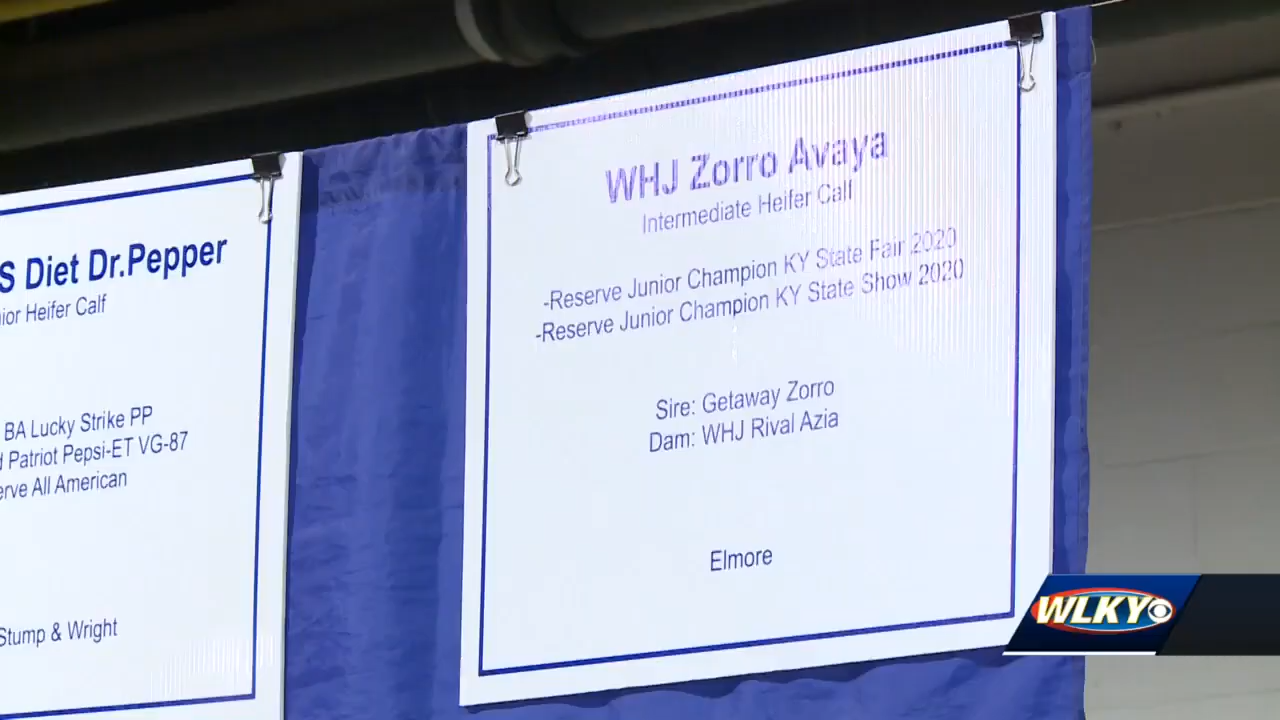 S Diet Dr.Pepper
ior Heifer Calf
BA Lucky Strike PP
Patriot Pepsi-ET VG-87
erve All American
Stump & Wright
WHJ Zorro Avaya
Intermediate Heifer Calf
-Reserve Junior Champion KY State Fair 2020
-Reserve Junior Champion KY State Show 2020
Sire: Getaway Zorro
Dam: WHJ Rival Azia
Elmore
WLKY